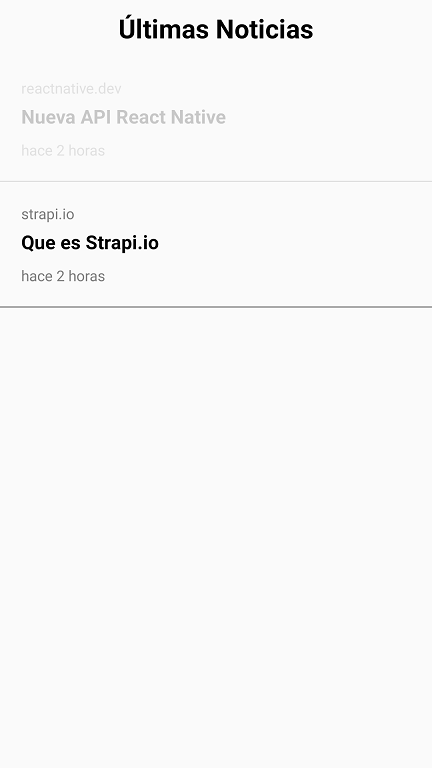 Últimas Noticias
reactnative.dev
Nueva API React Native
hace 2 horas
strapi.io
Que es Strapi.io
hace 2 horas